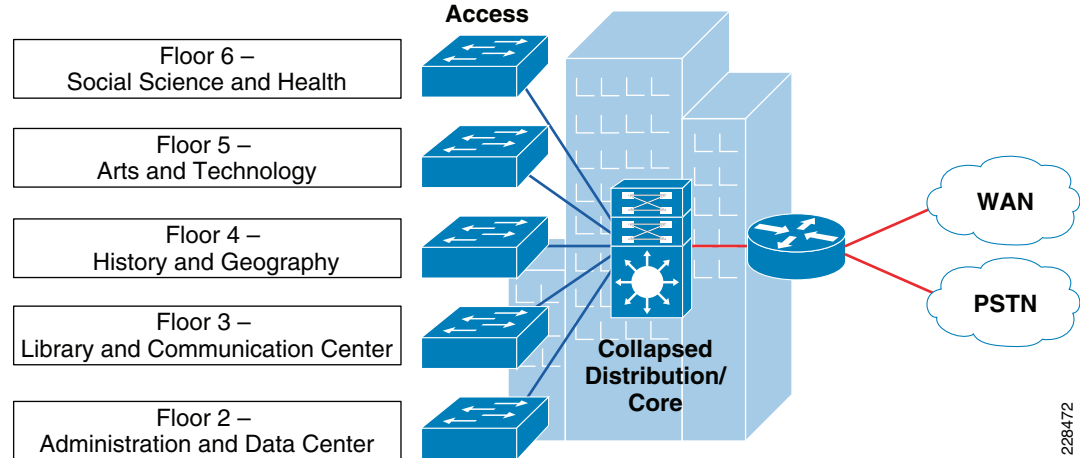 Access
Floor 6 –
Social Science and Health
Floor 5 -
Arts and Technology
Floor 4 –
History and Geography
Floor 3 –
Library and Communication Center
Floor 2 –
Administration and Data Center
Collapsed
Distribution/
Core
WAN
PSTN
228472